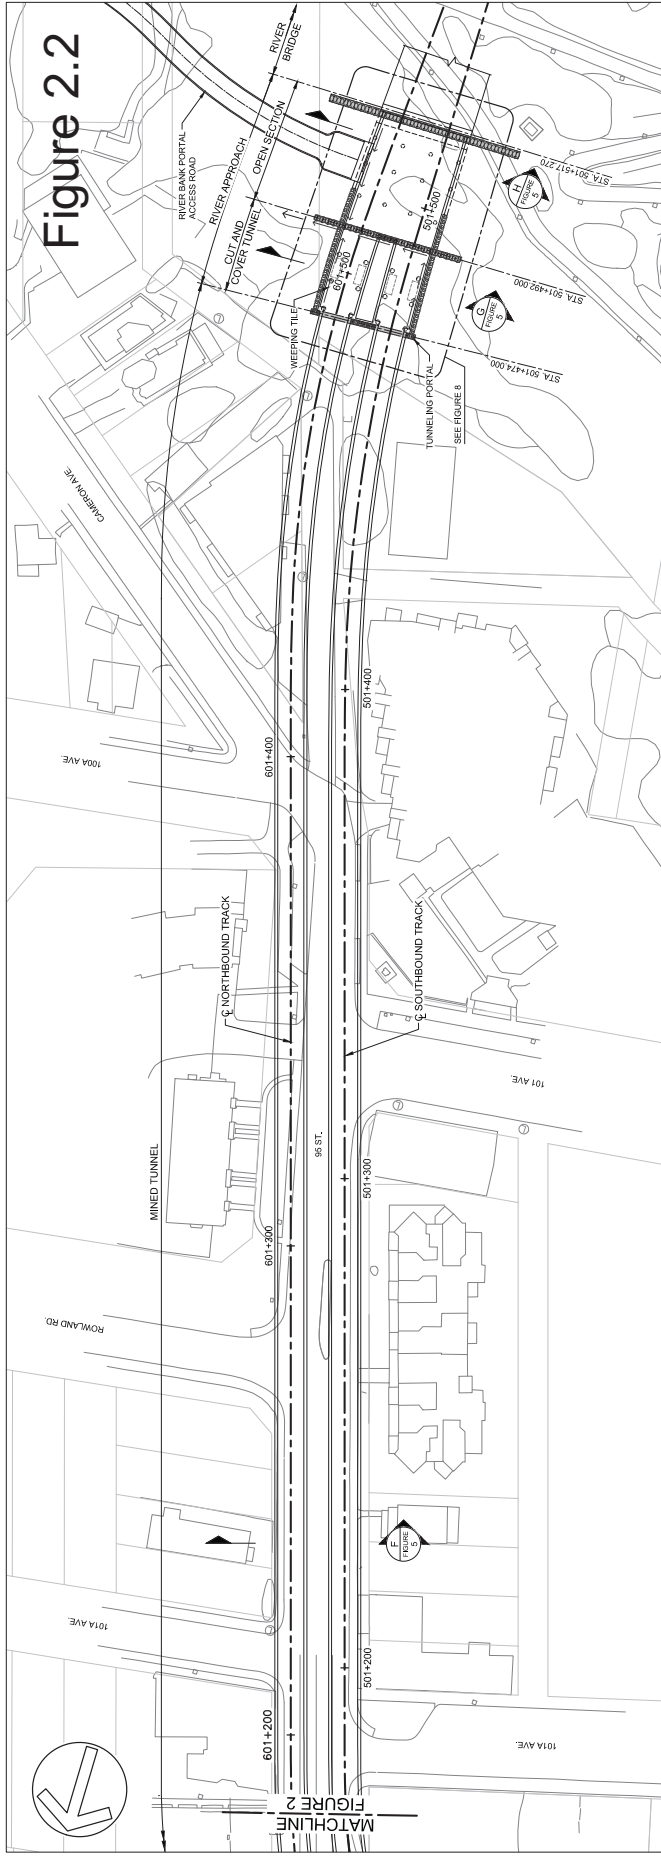 Figure 2.2
RIVER
BRIDGE
RIVER BANK PORTAL
ACCESS ROAD
RIVER APPROACH
OPEN SECTION
CUT AND
COVER TUNNEL
WEEPING TILE
601+500
501+500
STA. 501+517.270
H
FIGURE
5
STA. 501+492.000
G
FIGURE
5
STA. 501+474.000
TUNNELING PORTAL
SEE FIGURE 8
CAMERON AVE.
100A AVE.
601+400
501+400
℄ NORTHBOUND TRACK
℄ SOUTHBOUND TRACK
MINED TUNNEL
95 ST.
101 AVE.
601+300
501+300
ROWLAND RD.
F
FIGURE
5
101A AVE.
601+200
501+200
101A AVE.
MATCHLINE
FIGURE 2